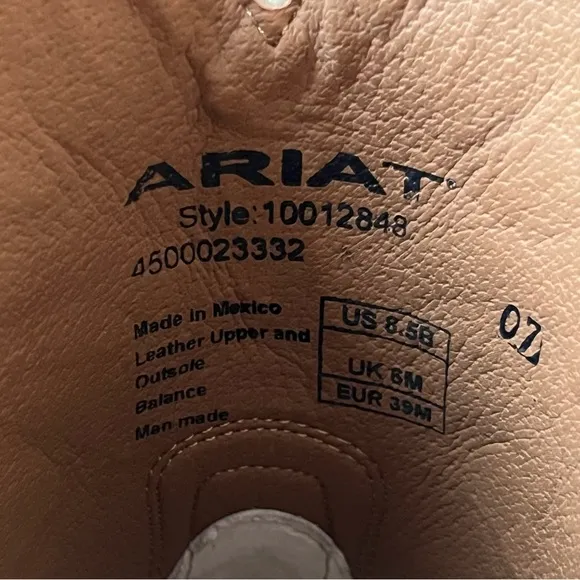 ARIAT
Style:10012848
4500023332
Made in Mexico
Leather Upper and
Outsole
Balance
Man made
US 8.5B
UK 6M
EUR 39M
07